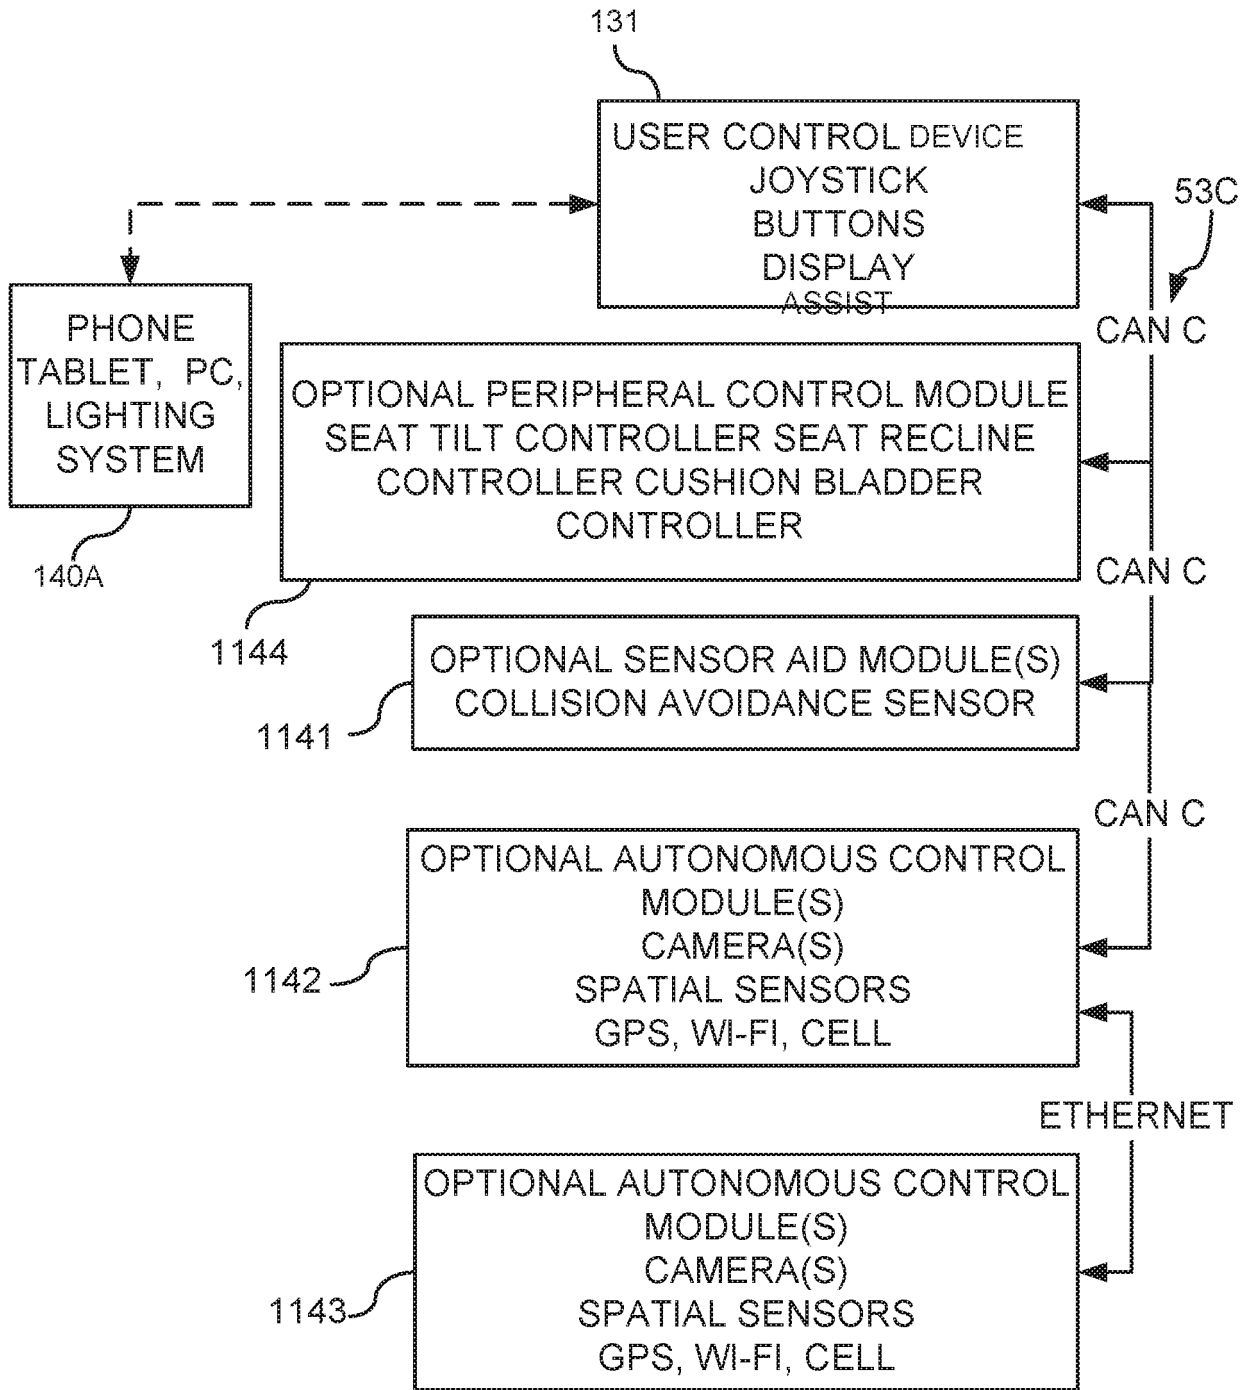 131
USER CONTROL DEVICE
JOYSTICK
BUTTONS
DISPLAY
ASSIST
53C
CAN C
PHONE
TABLET, PC,
LIGHTING
SYSTEM
140A
OPTIONAL PERIPHERAL CONTROL MODULE
SEAT TILT CONTROLLER SEAT RECLINE
CONTROLLER CUSHION BLADDER
CONTROLLER
1144
CAN C
OPTIONAL SENSOR AID MODULE(S)
COLLISION AVOIDANCE SENSOR
1141
CAN C
OPTIONAL AUTONOMOUS CONTROL
MODULE(S)
CAMERA(S)
SPATIAL SENSORS
GPS, WI-FI, CELL
1142
ETHERNET
OPTIONAL AUTONOMOUS CONTROL
MODULE(S)
CAMERA(S)
SPATIAL SENSORS
GPS, WI-FI, CELL
1143